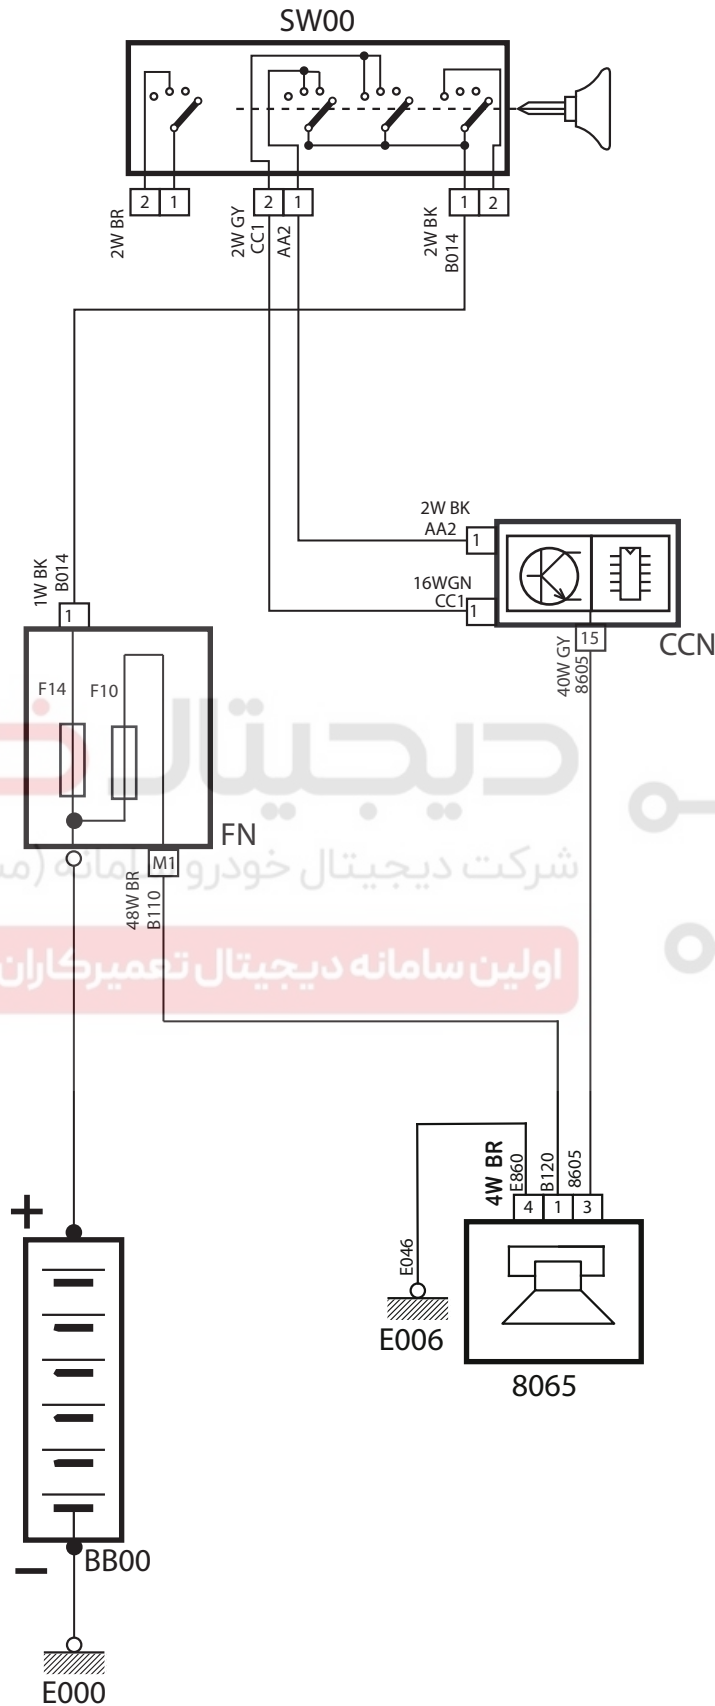 SW00
2 1
2 1
1 2
2W BR
2W GY
CC1
AA2
2W BK
B014
2W BK
AA2
1
16WGN
CC1
1
15
CCN
40W GY
8605
1W BK
B014
1
F14
F10
FN
دیجیتال
شرکت دیجیتال خودرو سامانه
M1
48W BR
B110
اولین سامانه دیجیتال تعمیرکاران
4W BR
E860
B120
8605
4 1 3
E046
E006
8065
+
−
BB00
E000